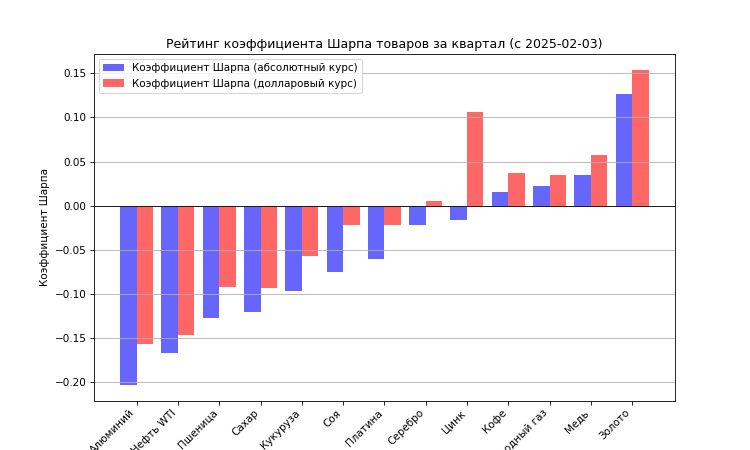 Рейтинг коэффициента Шарпа товаров за квартал (с 2025-02-03)
Коэффициент Шарпа (абсолютный курс)
Коэффициент Шарпа (долларовый курс)
Коэффициент Шарпа
0.15
0.10
0.05
0.00
−0.05
−0.10
−0.15
−0.20
Алюминий
Нефть WTI
Пшеница
Сахар
Кукуруза
Соя
Платина
Серебро
Цинк
Кофе
газ
Медь
Золото